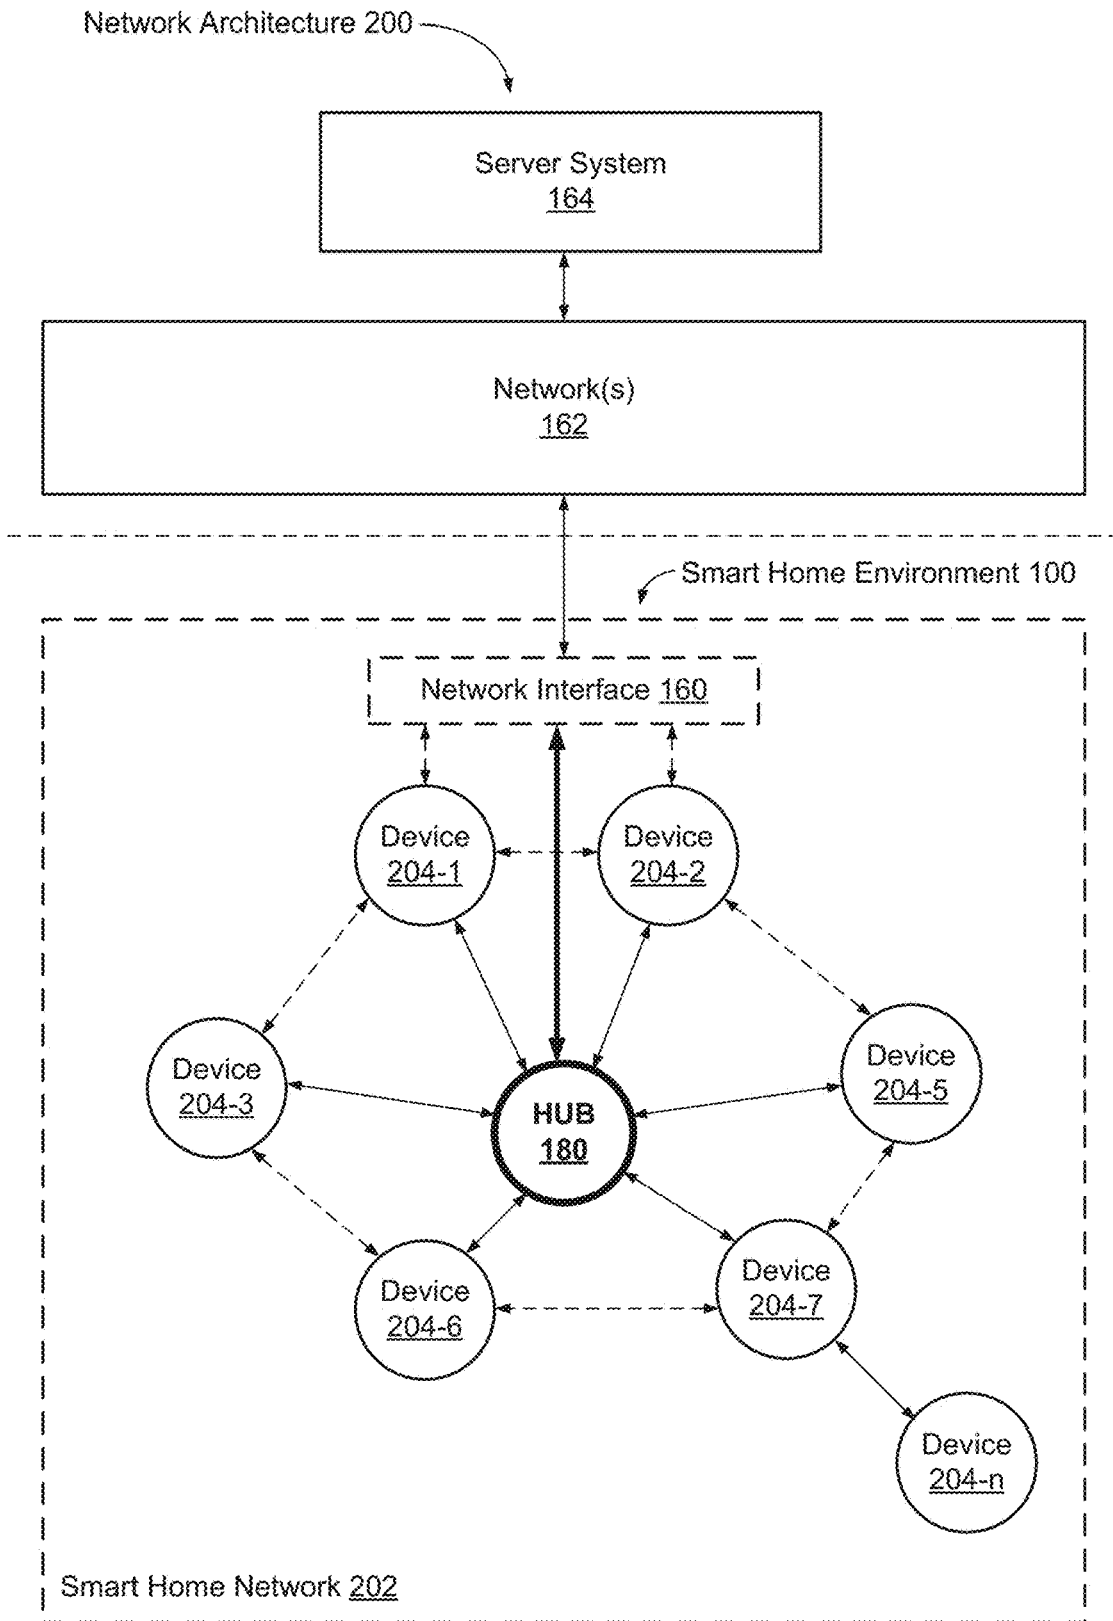 Network Architecture 200
Server System
164
Network(s)
162
Smart Home Environment 100
Network Interface 160
Device
204-1
Device
204-2
Device
204-3
Device
204-5
HUB
180
Device
204-6
Device
204-7
Device
204-n
Smart Home Network 202